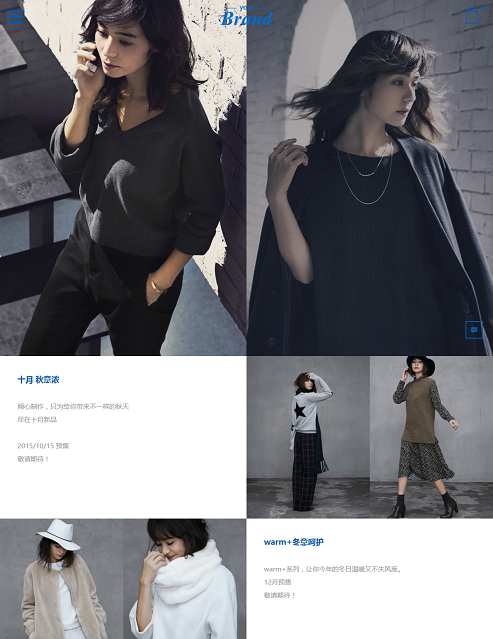 your
Brand
十月 秋意浓
师心制作，只为给你带来不一样的秋天
尽在十月新品
2015/10/15 预售
敬请期待！
warm+冬意呵护
warm+系列，让你今年的冬日温暖又不失风度。
12月预售
敬请期待！